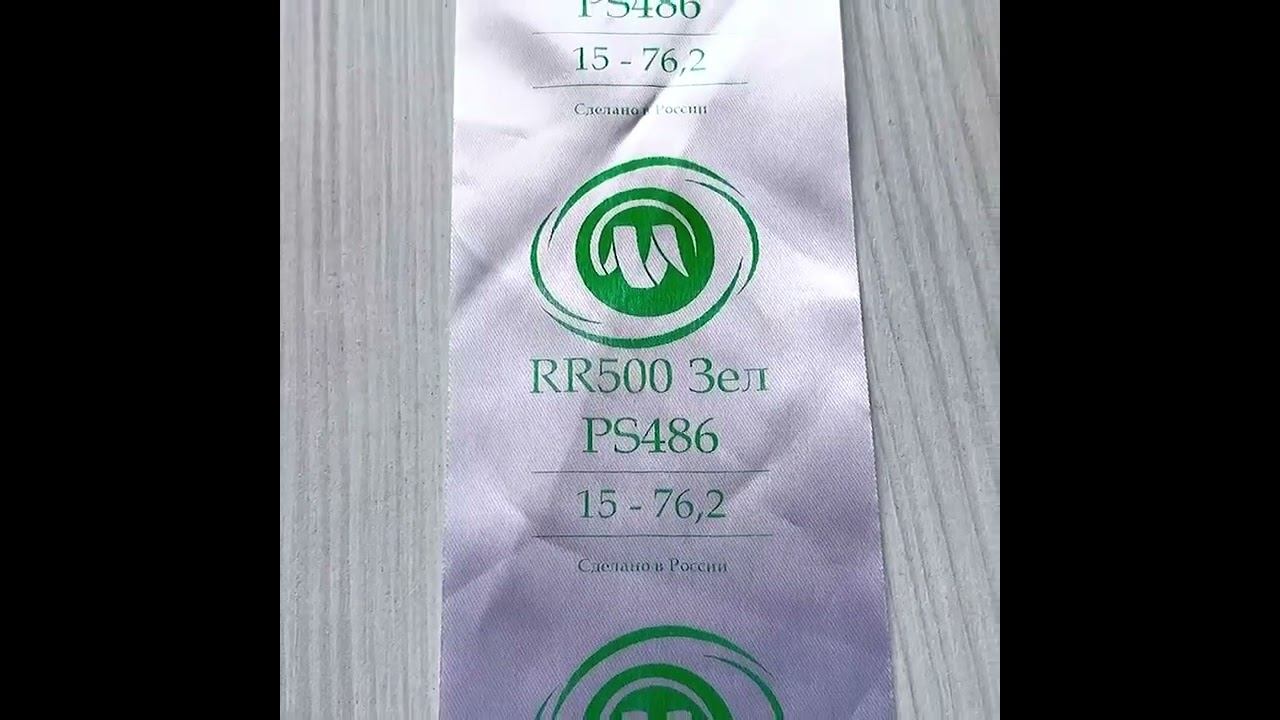 PS486
15 - 76,2
Сделано в России
RR500 Зел
PS486
15 - 76,2
Сделано в России